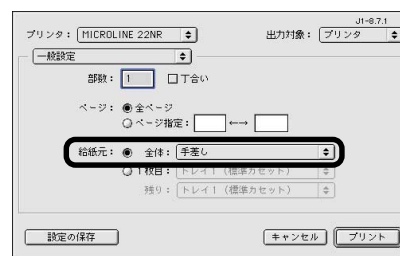 J1-8.7.1
プリンタ： MICROLINE 22NR 出力対象： プリンタ
一般設定
部数： 1 丁合い
ページ： 全ページ
ページ指定： ←→
給紙元： 全体： 手差し
1枚目： トレイ1（標準カセット）
残り： トレイ1（標準カセット）
設定の保存 キャンセル プリント